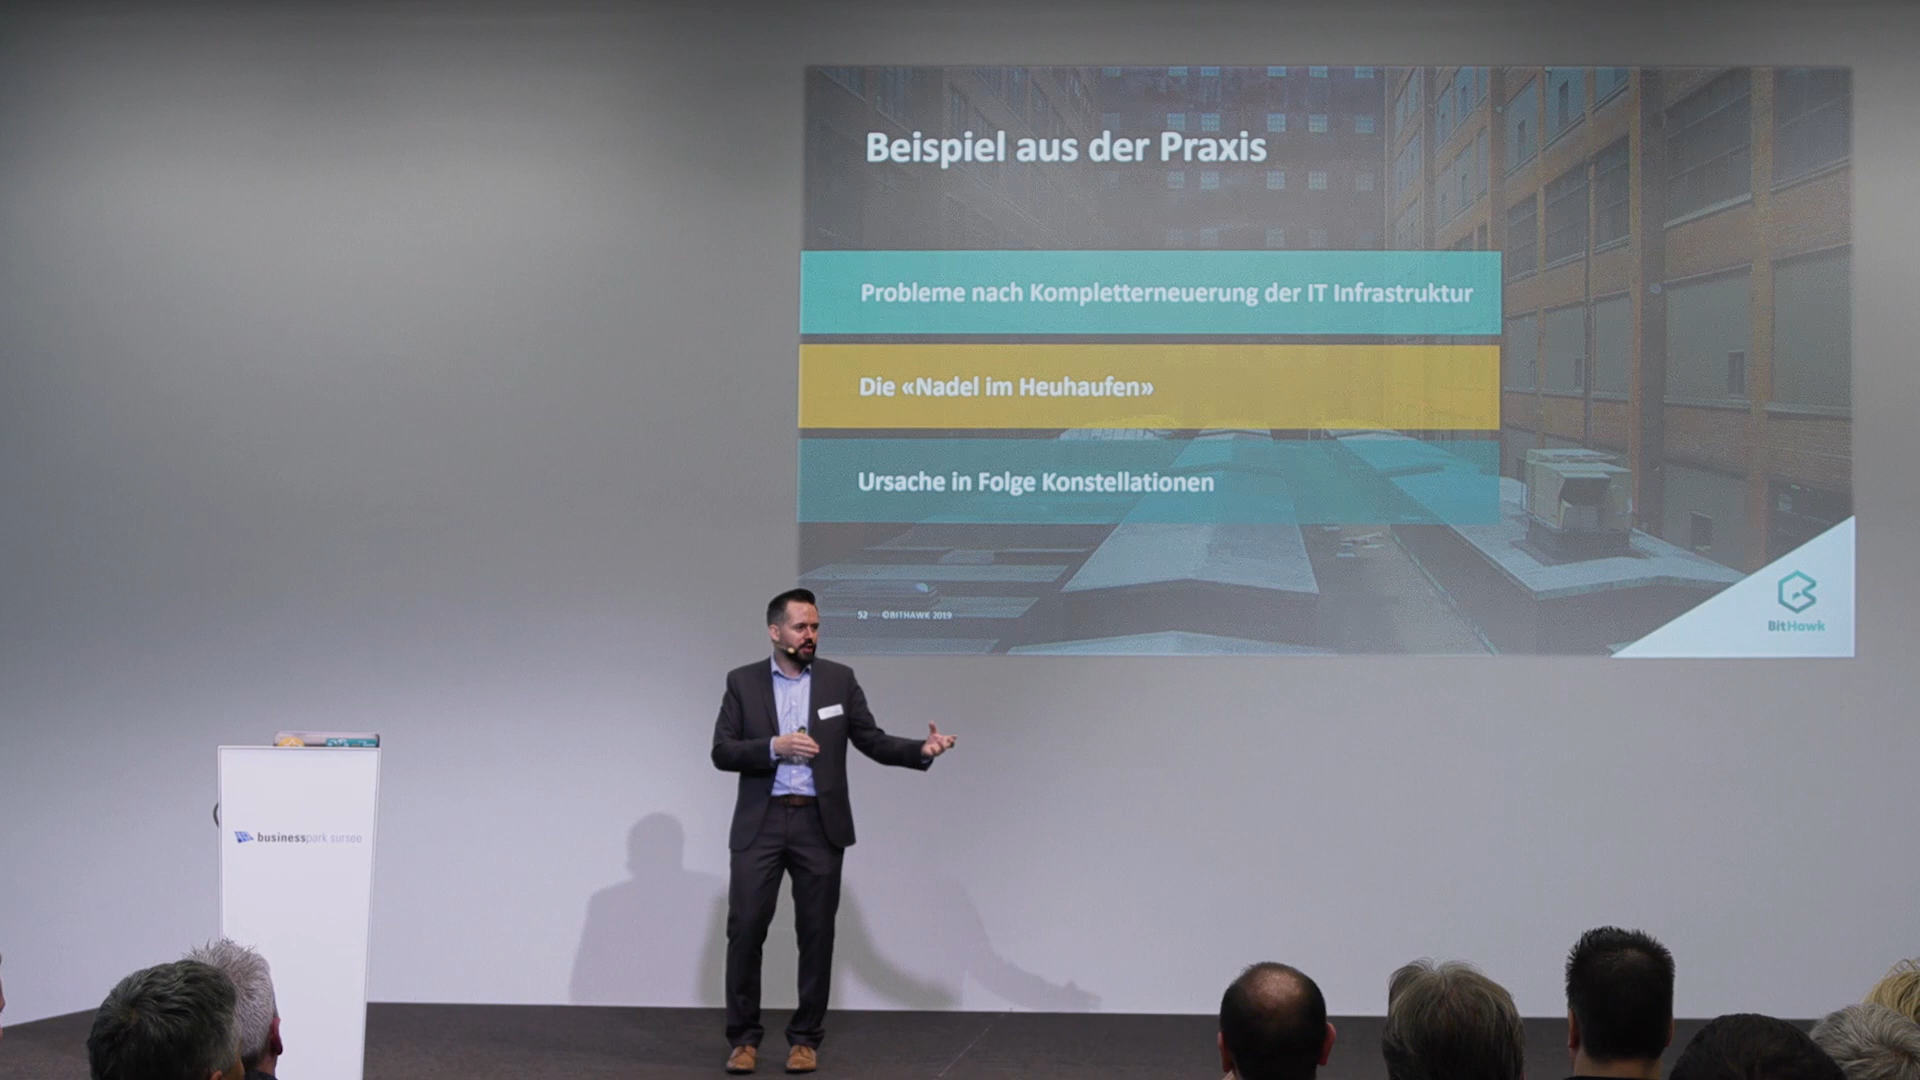 Beispiel aus der Praxis
Probleme nach Kompletterneuerung der IT Infrastruktur
Die «Nadel im Heuhaufen»
Ursache in Folge Konstellationen
52 ©BITHAWK 2019
BitHawk
businesspark sursee